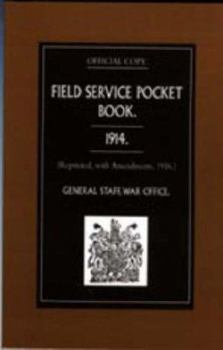 OFFICIAL COPY.
FIELD SERVICE POCKET
BOOK.
1914.
(Reprinted, with Amendments, 1916.)
GENERAL STAFF, WAR OFFICE.